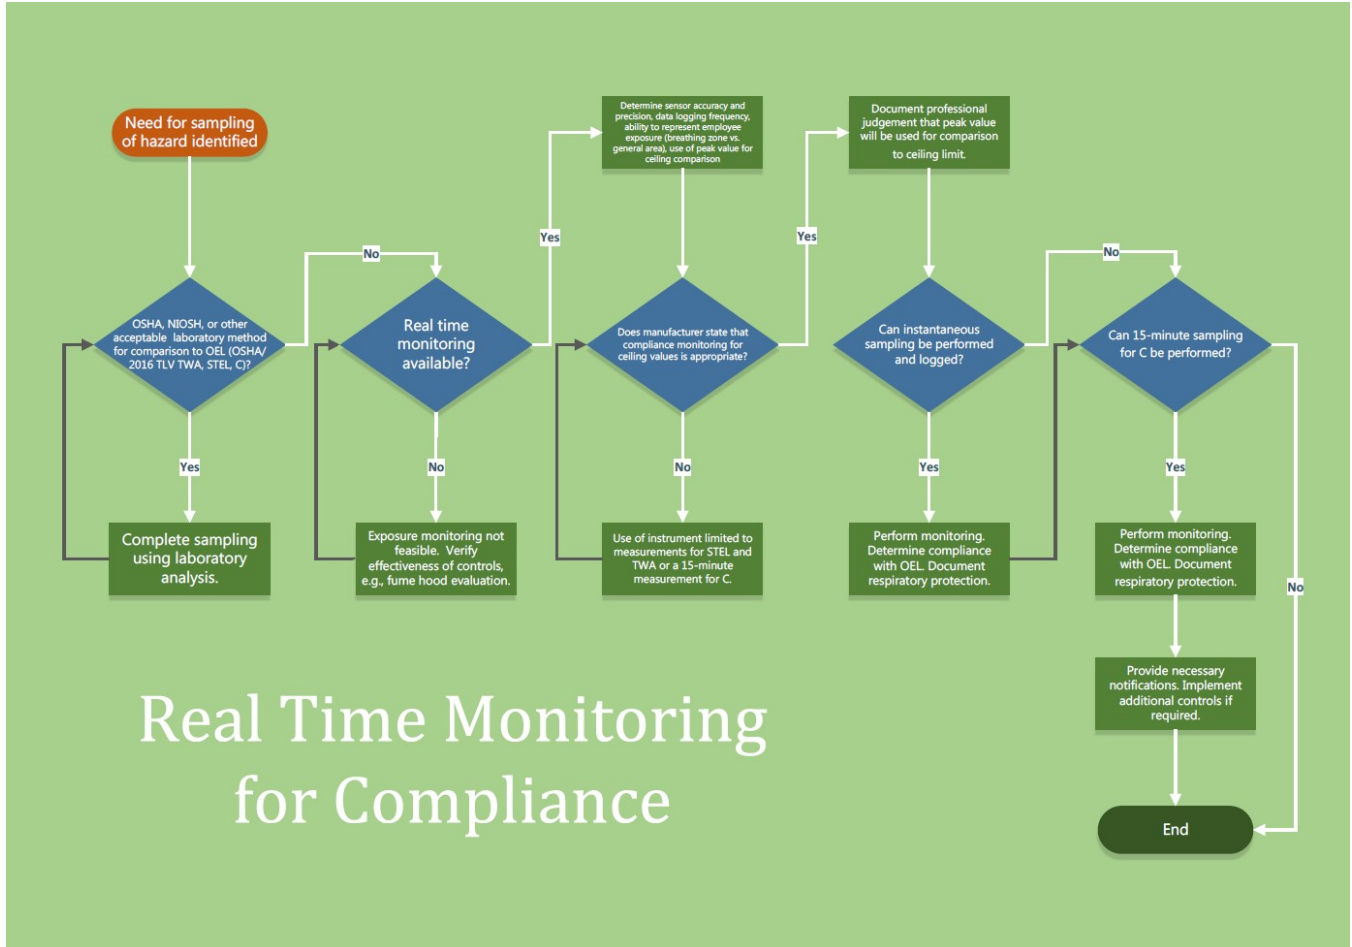 Need for sampling
of hazard identified
OSHA, NIOSH, or other
acceptable laboratory method
for comparison to OEL (OSHA/
2016 TLV TWA, STEL, C)?
Yes
Complete sampling
using laboratory
analysis.
No
Real time
monitoring
available?
No
Exposure monitoring not
feasible. Verify
effectiveness of controls,
e.g., fume hood evaluation.
Yes
Determine sensor accuracy and
precision, data logging frequency,
ability to represent employee
exposure (breathing zone vs.
general area), use of peak value for
ceiling comparison
Does manufacturer state that
compliance monitoring for
ceiling values is appropriate?
No
Use of instrument limited to
measurements for STEL and
TWA or a 15-minute
measurement for C.
Yes
Document professional
judgement that peak value
will be used for comparison
to ceiling limit.
Can instantaneous
sampling be performed
and logged?
Yes
Perform monitoring.
Determine compliance
with OEL. Document
respiratory protection.
No
Can 15-minute sampling
for C be performed?
Yes
Perform monitoring.
Determine compliance
with OEL. Document
respiratory protection.
No
Provide necessary
notifications. Implement
additional controls if
required.
End
Real Time Monitoring
for Compliance